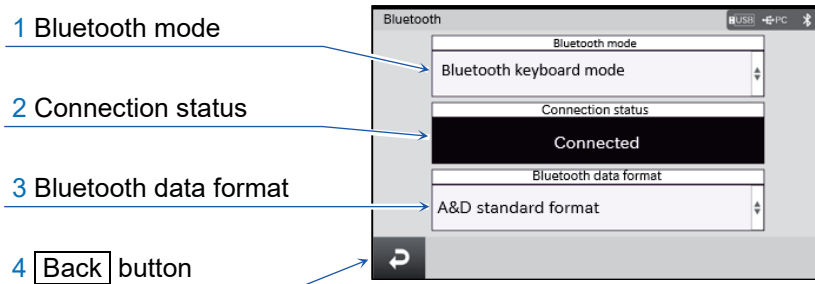 1 Bluetooth mode
2 Connection status
3 Bluetooth data format
4 Back button
Bluetooth
USB PC
Bluetooth mode
Bluetooth keyboard mode
Connection status
Connected
Bluetooth data format
A&D standard format